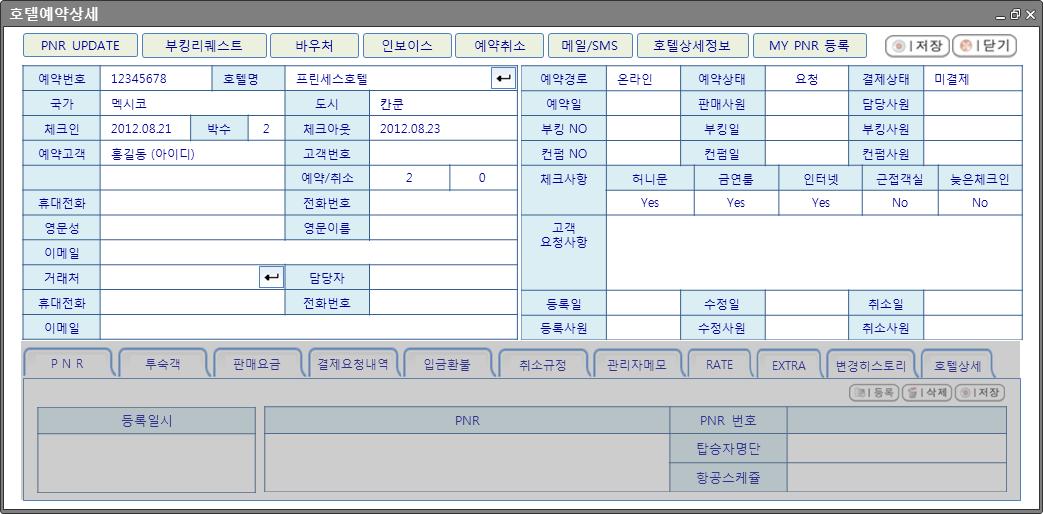 호텔예약상세
PNR UPDATE 부킹리퀘스트 바우처 인보이스 예약취소 메일/SMS 호텔상세정보 MY PNR 등록 저장 닫기
예약번호 12345678 호텔명 프린세스호텔 예약경로 온라인 예약상태 요청 결제상태 미결제
국가 멕시코 도시 칸쿤 예약일 판매사원 담당사원
체크인 2012.08.21 박수 2 체크아웃 2012.08.23 부킹 NO 부킹일 부킹사원
예약고객 홍길동 (아이디) 고객번호 컨펌 NO 컨펌일 컨펌사원
예약/취소 2 0 체크사항 허니문 금연룸 인터넷 근접객실 늦은체크인
휴대전화 전화번호 Yes Yes Yes No No
영문성 영문이름 고객
요청사항
이메일
거래처 담당자
휴대전화 전화번호 등록일 수정일 취소일
이메일 등록사원 수정사원 취소사원
P N R 투숙객 판매요금 결제요청내역 입금환불 취소규정 관리자메모 RATE EXTRA 변경히스토리 호텔상세
등록 삭제 저장
등록일시 PNR PNR 번호
탑승자명단
항공스케쥴